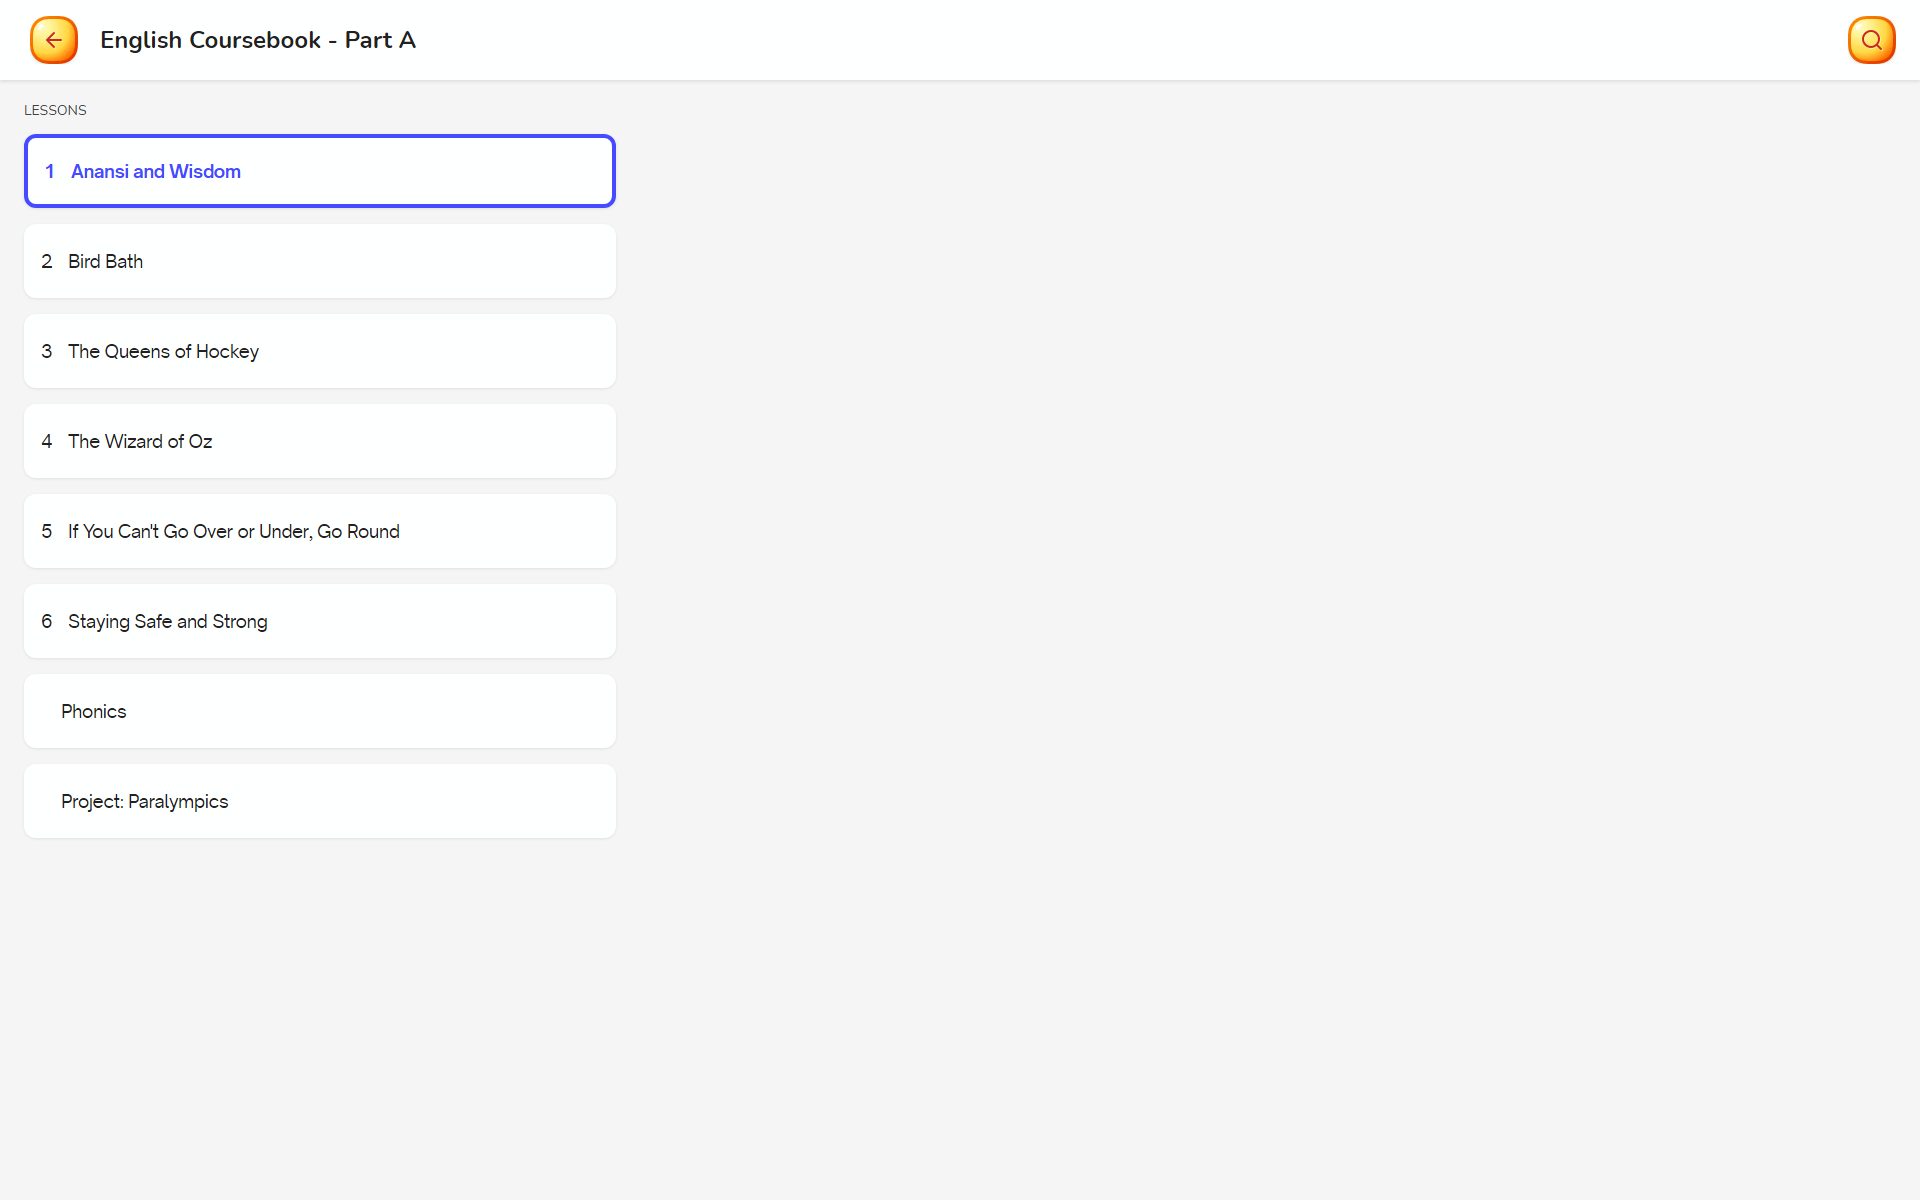 English Coursebook - Part A
LESSONS
1 Anansi and Wisdom
2 Bird Bath
3 The Queens of Hockey
4 The Wizard of Oz
5 If You Can't Go Over or Under, Go Round
6 Staying Safe and Strong
Phonics
Project: Paralympics